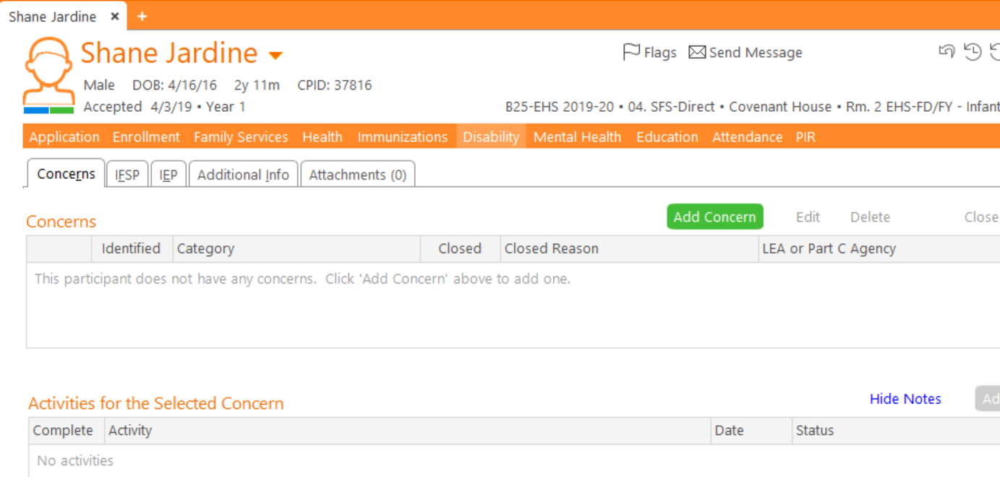 Shane Jardine × +
Shane Jardine
Flags Send Message
Male DOB: 4/16/16 2y 11m CPID: 37816
Accepted 4/3/19 • Year 1
B25-EHS 2019-20 • 04. SFS-Direct • Covenant House • Rm. 2 EHS-FD/FY - Infant
Application Enrollment Family Services Health Immunizations Disability Mental Health Education Attendance PIR
Concerns IFSP IEP Additional Info Attachments (0)
Concerns
Add Concern Edit Delete Close
Identified Category Closed Closed Reason LEA or Part C Agency
This participant does not have any concerns. Click 'Add Concern' above to add one.
Activities for the Selected Concern
Hide Notes Ad
Complete Activity Date Status
No activities